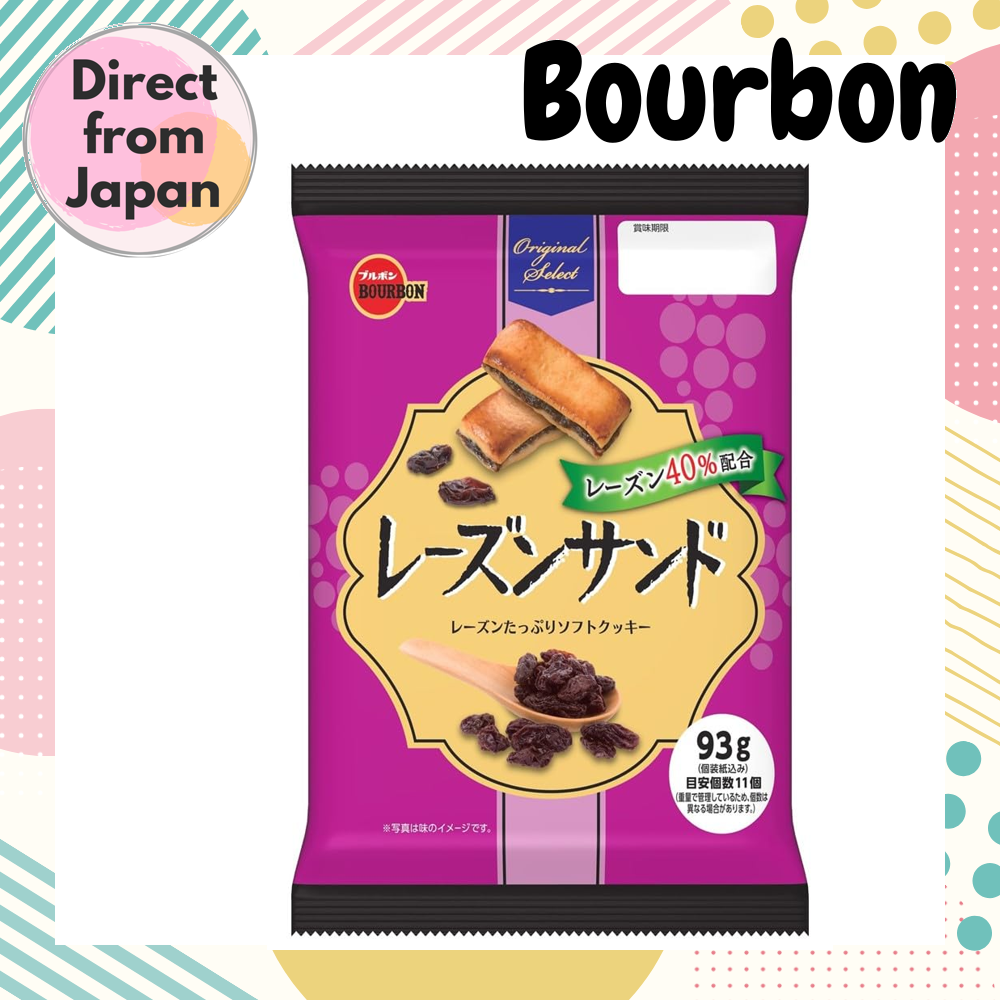 Direct
from
Japan
Bourbon
Original
Select
賞味期限
ブルボン
BOURBON
レーズン40%配合
レーズンサンド
レーズンたっぷりソフトクッキー
93g
(個装紙込み)
目安個数11個
(重量で管理しているため、個数は
異なる場合があります。)
※写真は味のイメージです。